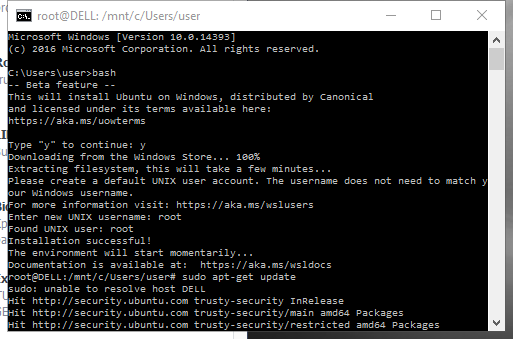 root@DELL: /mnt/c/Users/user
Microsoft Windows [Version 10.0.14393]
(c) 2016 Microsoft Corporation. All rights reserved.
C:\Users\user>bash
-- Beta feature --
This will install Ubuntu on Windows, distributed by Canonical
and licensed under its terms available here:
https://aka.ms/uowterms
Type "y" to continue: y
Downloading from the Windows Store... 100%
Extracting filesystem, this will take a few minutes...
Please create a default UNIX user account. The username does not need to match y
our Windows username.
For more information visit: https://aka.ms/wslusers
Enter new UNIX username: root
Found UNIX user: root
Installation successful!
The environment will start momentarily...
Documentation is available at:  https://aka.ms/wsldocs
root@DELL:/mnt/c/Users/user# sudo apt-get update
sudo: unable to resolve host DELL
Hit http://security.ubuntu.com trusty-security InRelease
Hit http://security.ubuntu.com trusty-security/main amd64 Packages
Hit http://security.ubuntu.com trusty-security/restricted amd64 Packages